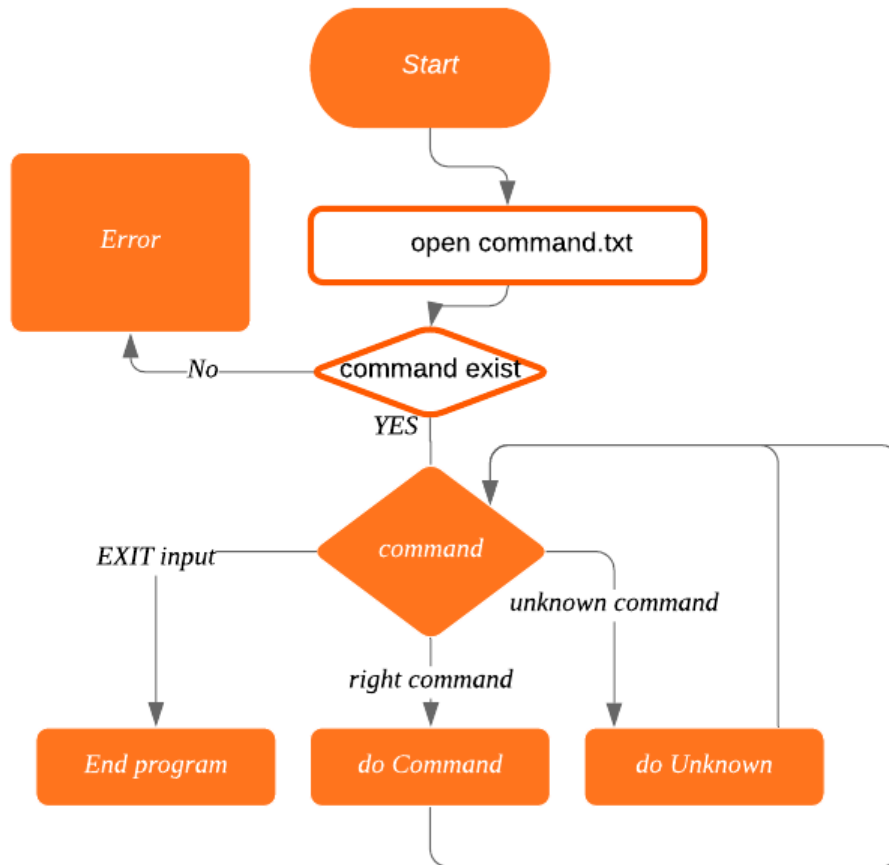 Start
open command.txt
Error
command exist
No
YES
command
EXIT input
unknown command
right command
End program
do Command
do Unknown